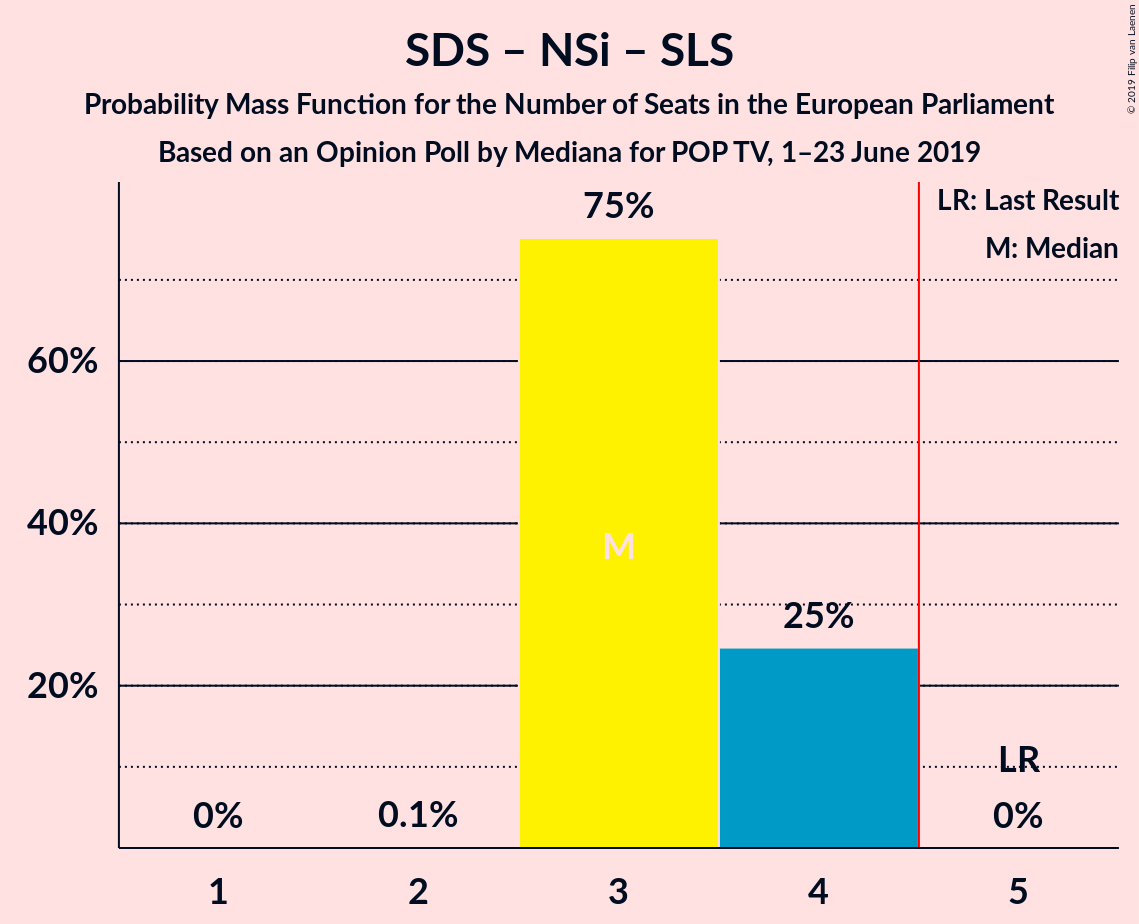 SDS – NSi – SLS
Probability Mass Function for the Number of Seats in the European Parliament
Based on an Opinion Poll by Mediana for POP TV, 1–23 June 2019
© 2019 Filip van Laenen
LR: Last Result
M: Median
75%
60%
40%
M
25%
20%
LR
0%
0.1%
0%
1
2
3
4
5